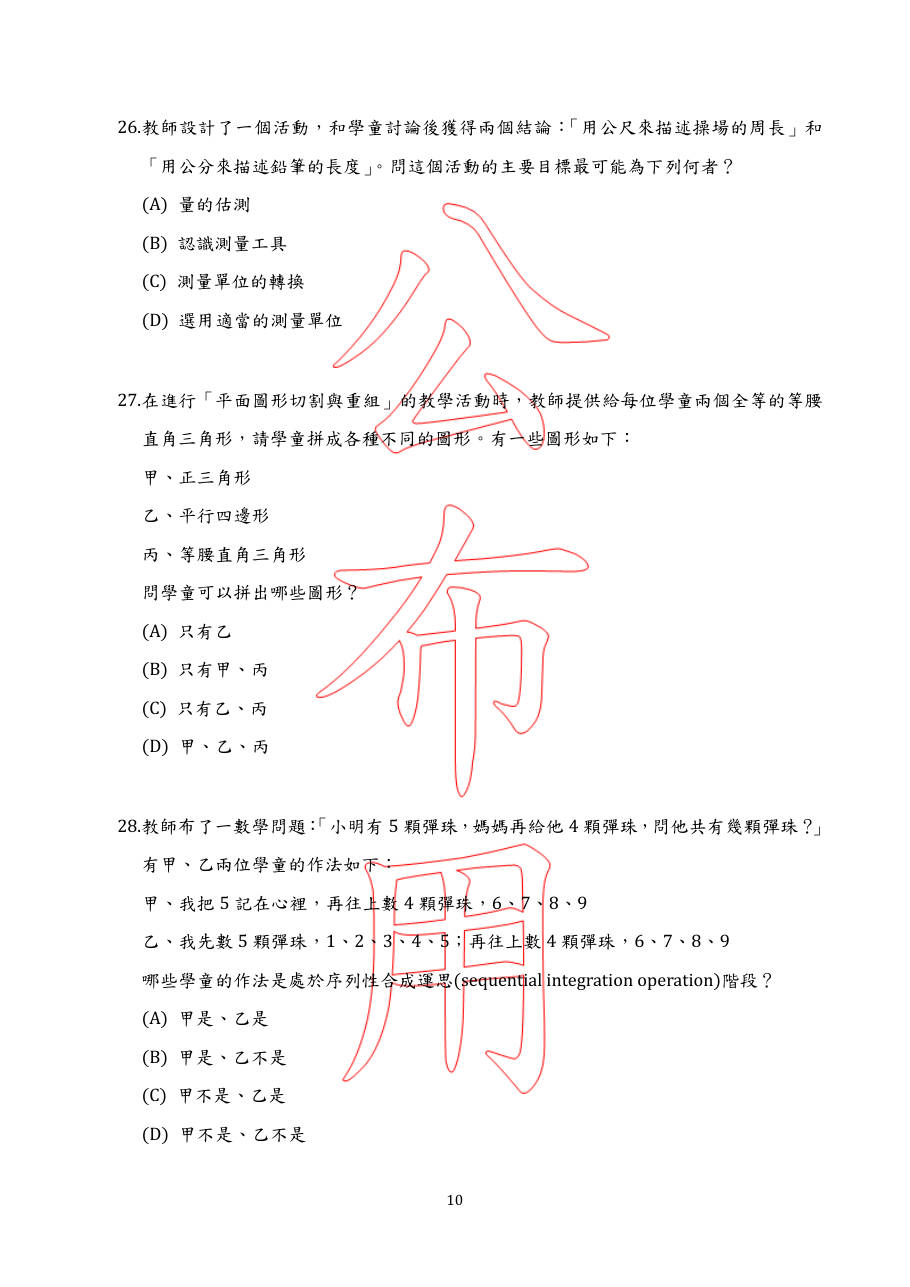 26.教師設計了一個活動，和學童討論後獲得兩個結論：「用公尺來描述操場的周長」和
「用公分來描述鉛筆的長度」。問這個活動的主要目標最可能為下列何者？
(A) 量的估測
(B) 認識測量工具
(C) 測量單位的轉換
(D) 選用適當的測量單位
27.在進行「平面圖形切割與重組」的教學活動時，教師提供給每位學童兩個全等的等腰
直角三角形，請學童拼成各種不同的圖形。有一些圖形如下：
甲、正三角形
乙、平行四邊形
丙、等腰直角三角形
問學童可以拼出哪些圖形？
(A) 只有乙
(B) 只有甲、丙
(C) 只有乙、丙
(D) 甲、乙、丙
28.教師布了一數學問題：「小明有 5 顆彈珠，媽媽再給他 4 顆彈珠，問他共有幾顆彈珠？」
有甲、乙兩位學童的作法如下：
甲、我把 5 記在心裡，再往上數 4 顆彈珠，6、7、8、9
乙、我先數 5 顆彈珠，1、2、3、4、5；再往上數 4 顆彈珠，6、7、8、9
哪些學童的作法是處於序列性合成運思(sequential integration operation)階段？
(A) 甲是、乙是
(B) 甲是、乙不是
(C) 甲不是、乙是
(D) 甲不是、乙不是
10
公
布
用